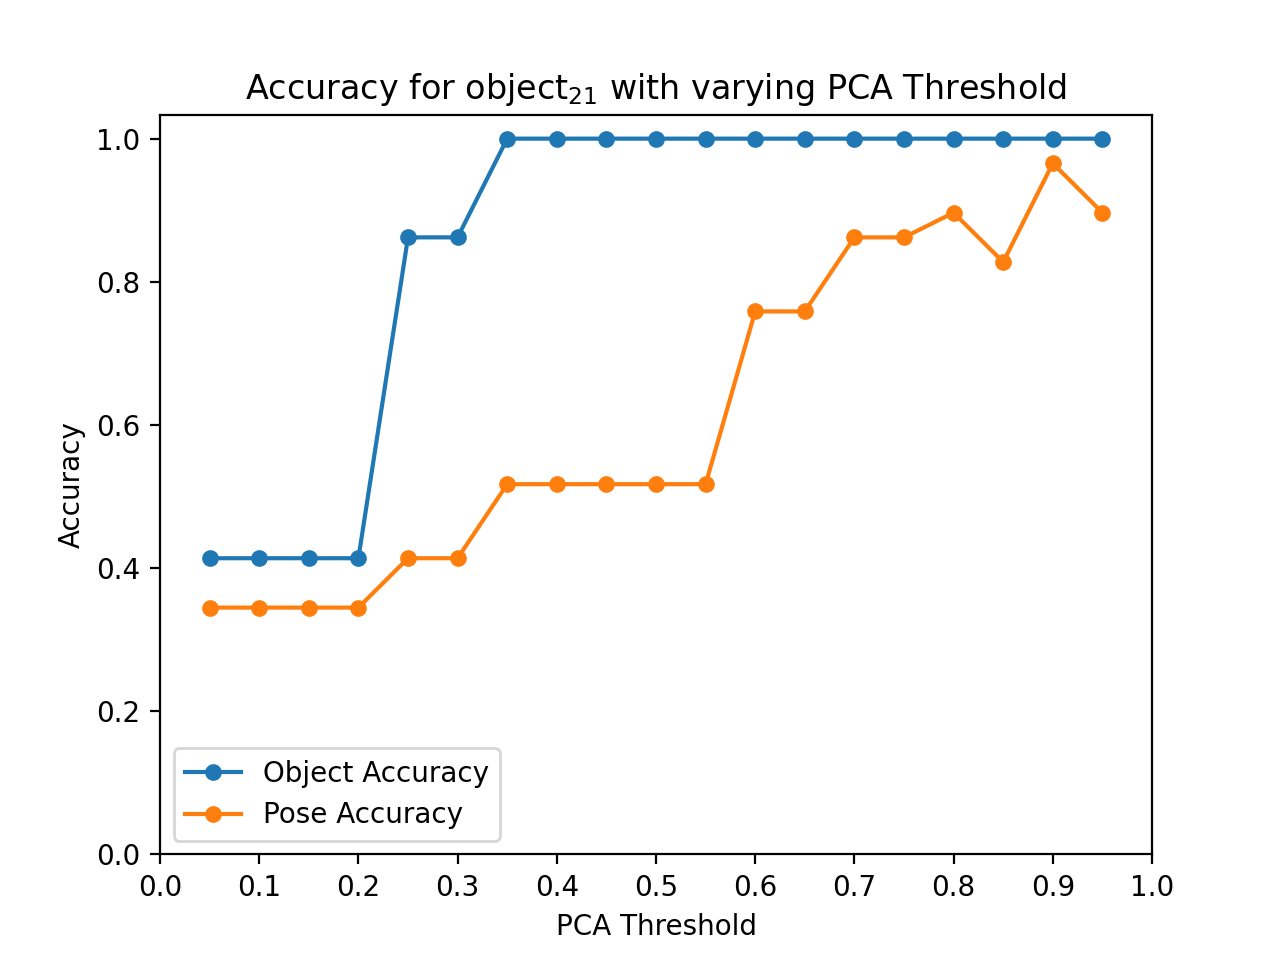 Accuracy for object₂₁ with varying PCA Threshold
1.0
0.8
0.6
0.4
0.2
0.0
Accuracy
Object Accuracy
Pose Accuracy
0.0 0.1 0.2 0.3 0.4 0.5 0.6 0.7 0.8 0.9 1.0
PCA Threshold